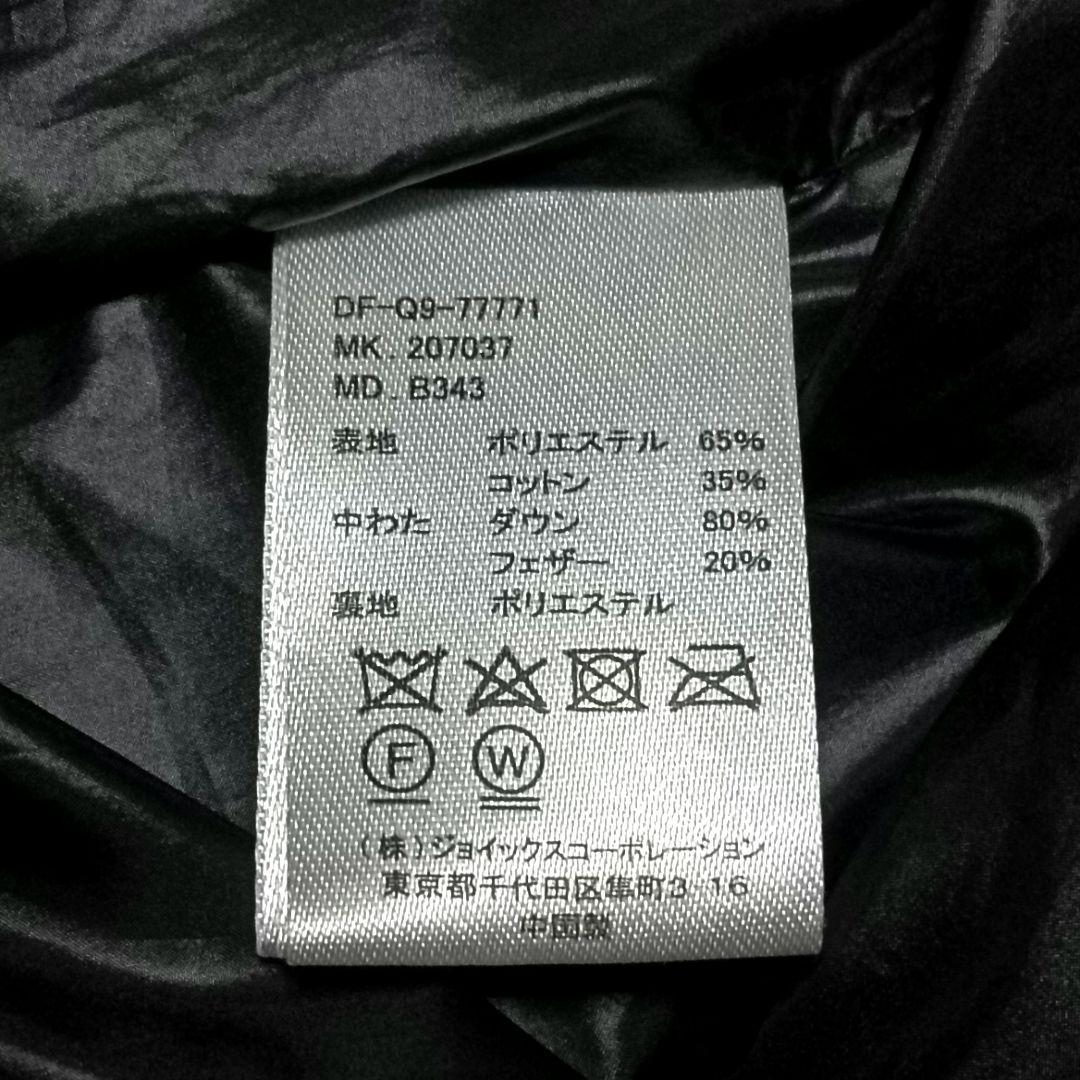 DF-Q9-77771
MK. 207037
MD. B343
表地 ポリエステル 65%
コットン 35%
中わた ダウン 80%
フェザー 20%
裏地 ポリエステル
F W
(株)ジョイックスコーポレーション
東京都千代田区隼町3-16
中国製